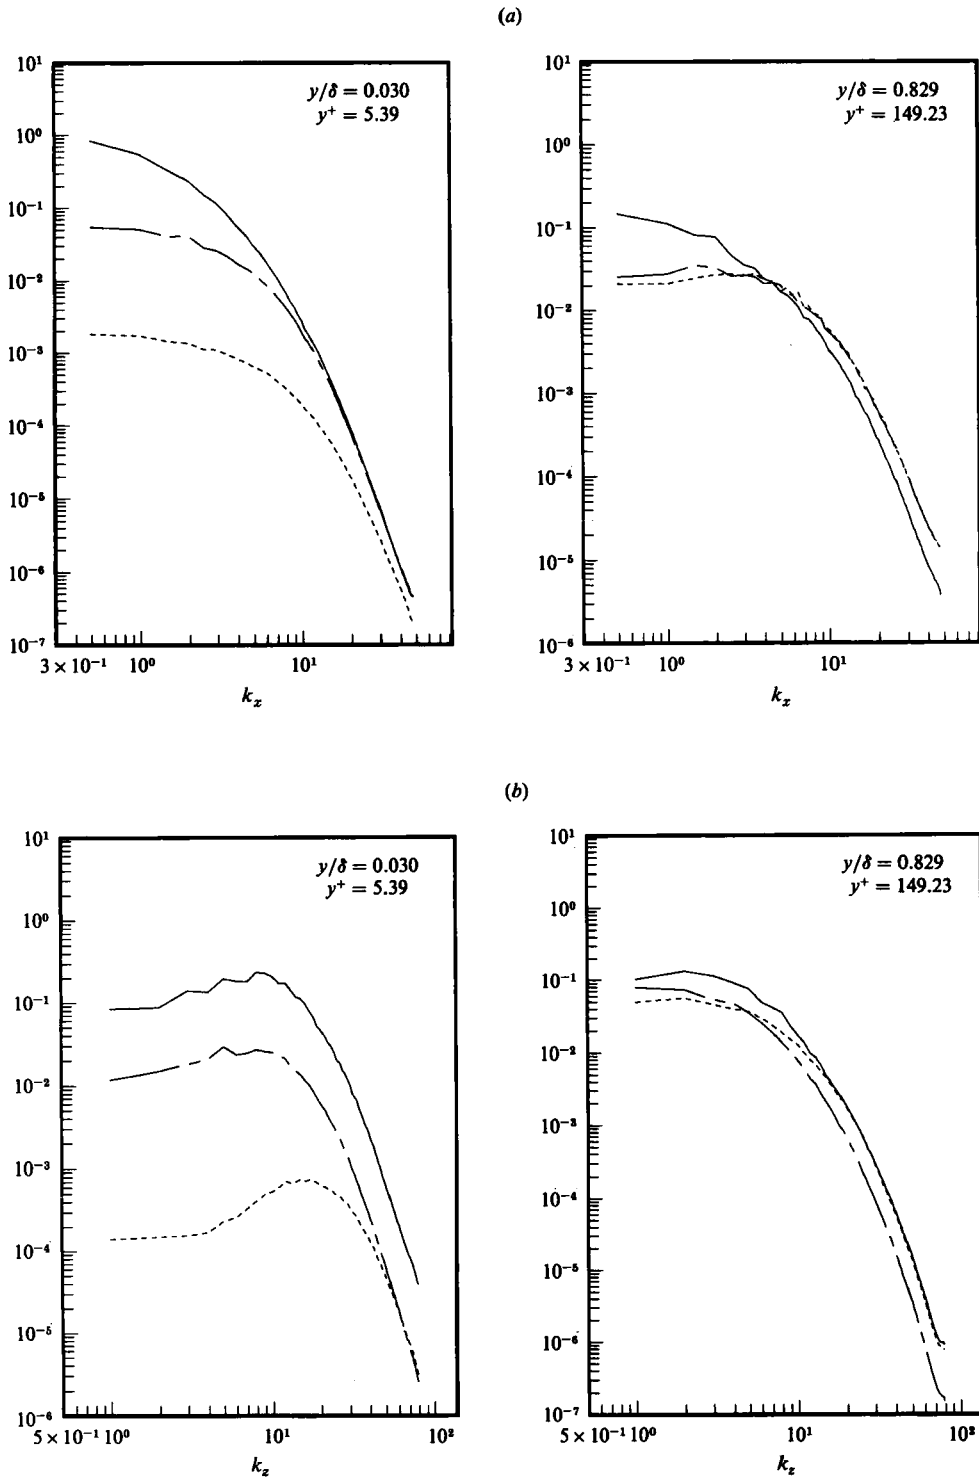 (a)
10¹
10⁰
10⁻¹
10⁻²
10⁻³
10⁻⁴
10⁻⁵
10⁻⁶
10⁻⁷
y/δ = 0.030
y⁺ = 5.39
3 × 10⁻¹ 10⁰ 10¹
kₓ
10¹
10⁰
10⁻¹
10⁻²
10⁻³
10⁻⁴
10⁻⁵
10⁻⁶
y/δ = 0.829
y⁺ = 149.23
3 × 10⁻¹ 10⁰ 10¹
kₓ
(b)
10¹
10⁰
10⁻¹
10⁻²
10⁻³
10⁻⁴
10⁻⁵
10⁻⁶
y/δ = 0.030
y⁺ = 5.39
5 × 10⁻¹ 10⁰ 10¹ 10²
k_z
10¹
10⁰
10⁻¹
10⁻²
10⁻³
10⁻⁴
10⁻⁵
10⁻⁶
10⁻⁷
y/δ = 0.829
y⁺ = 149.23
5 × 10⁻¹ 10⁰ 10¹ 10²
k_z